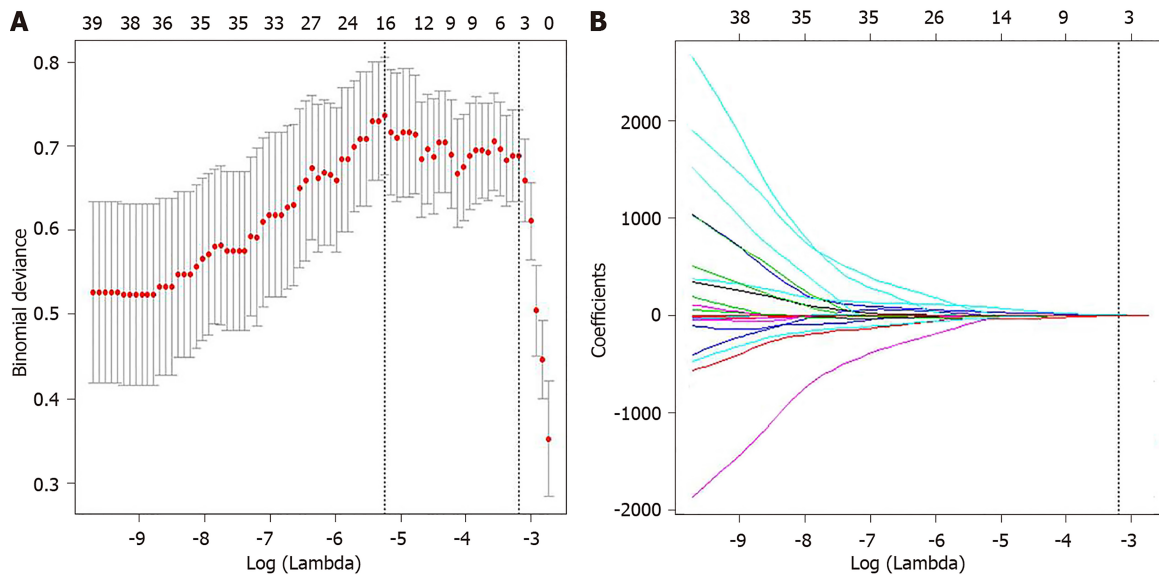 A
39 38 36 35 35 33 27 24 16 12 9 9 6 3 0
Binomial deviance
0.8
0.7
0.6
0.5
0.4
0.3
-9 -8 -7 -6 -5 -4 -3
Log (Lambda)
B
38 35 35 26 14 9 3
Coefficients
2000
1000
0
-1000
-2000
-9 -8 -7 -6 -5 -4 -3
Log (Lambda)